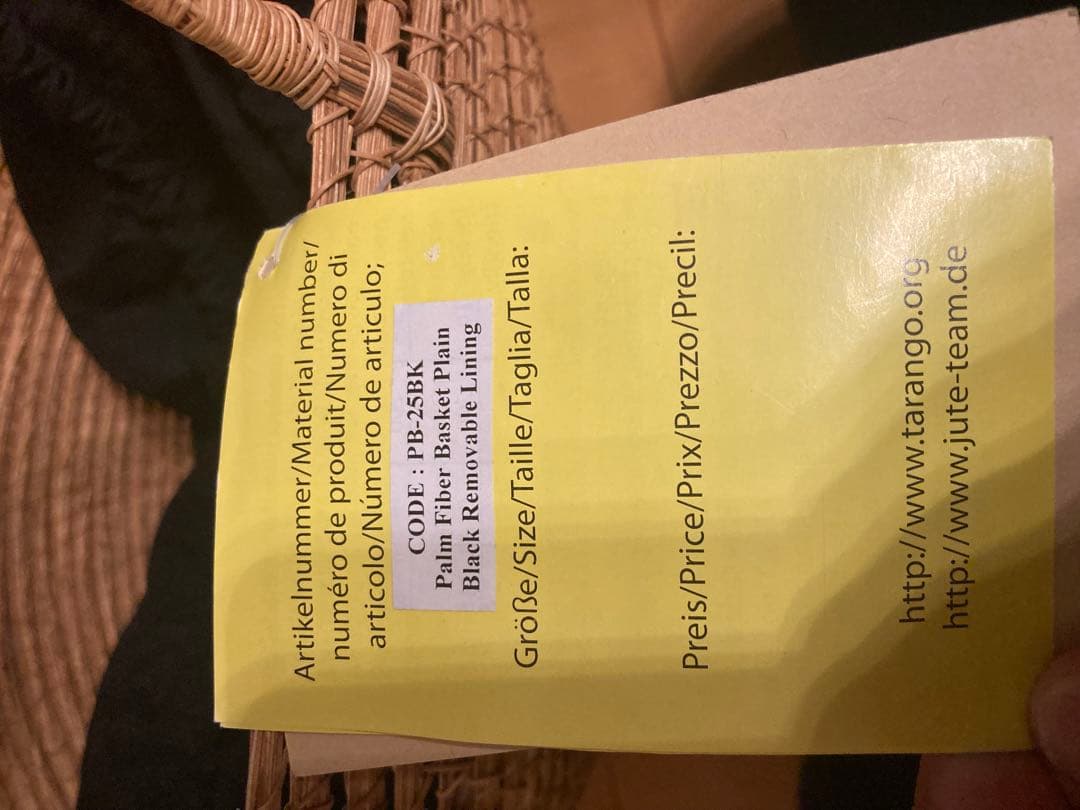 Artikelnummer/Material number/
numéro de produit/Numero di
articolo/Número de articulo;
CODE : PB-25BK
Palm Fiber Basket Plain
Black Removable Lining
Größe/Size/Taille/Taglia/Talla:
Preis/Price/Prix/Prezzo/Precil:
http://www.tarango.org
http://www.jute-team.de